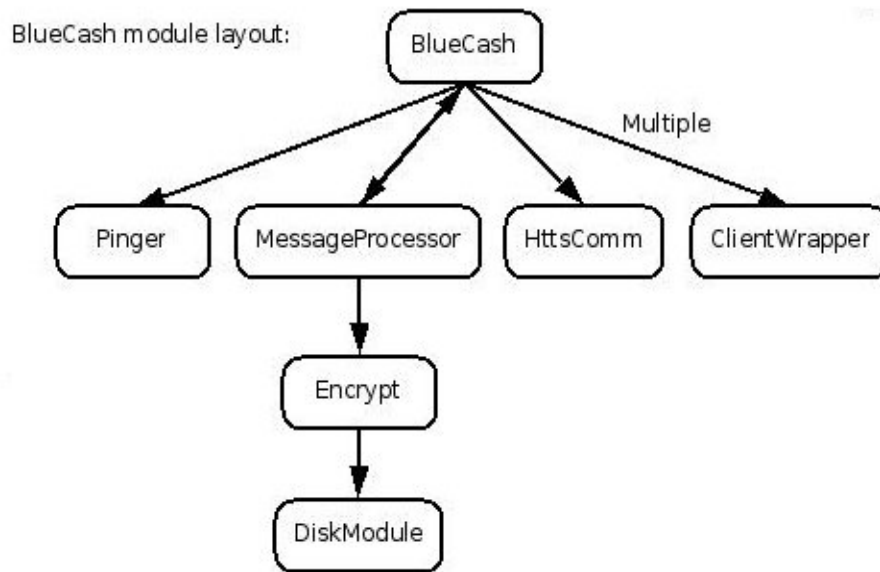 BlueCash module layout:
BlueCash
Multiple
Pinger
MessageProcessor
HttsComm
ClientWrapper
Encrypt
DiskModule